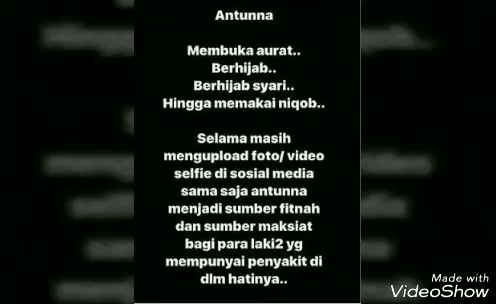 Antunna
Membuka aurat..
Berhijab..
Berhijab syari..
Hingga memakai niqob..
Selama masih
mengupload foto/ video
selfie di sosial media
sama saja antunna
menjadi sumber fitnah
dan sumber maksiat
bagi para laki2 yg
mempunyai penyakit di
dlm hatinya..
Made with
VideoShow